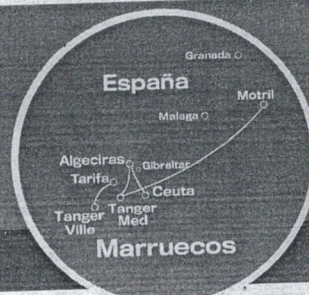 Granada
España
Motril
Malaga
Algeciras
Gibraltar
Tarifa
Ceuta
Tanger
Ville
Tanger
Med
Marruecos